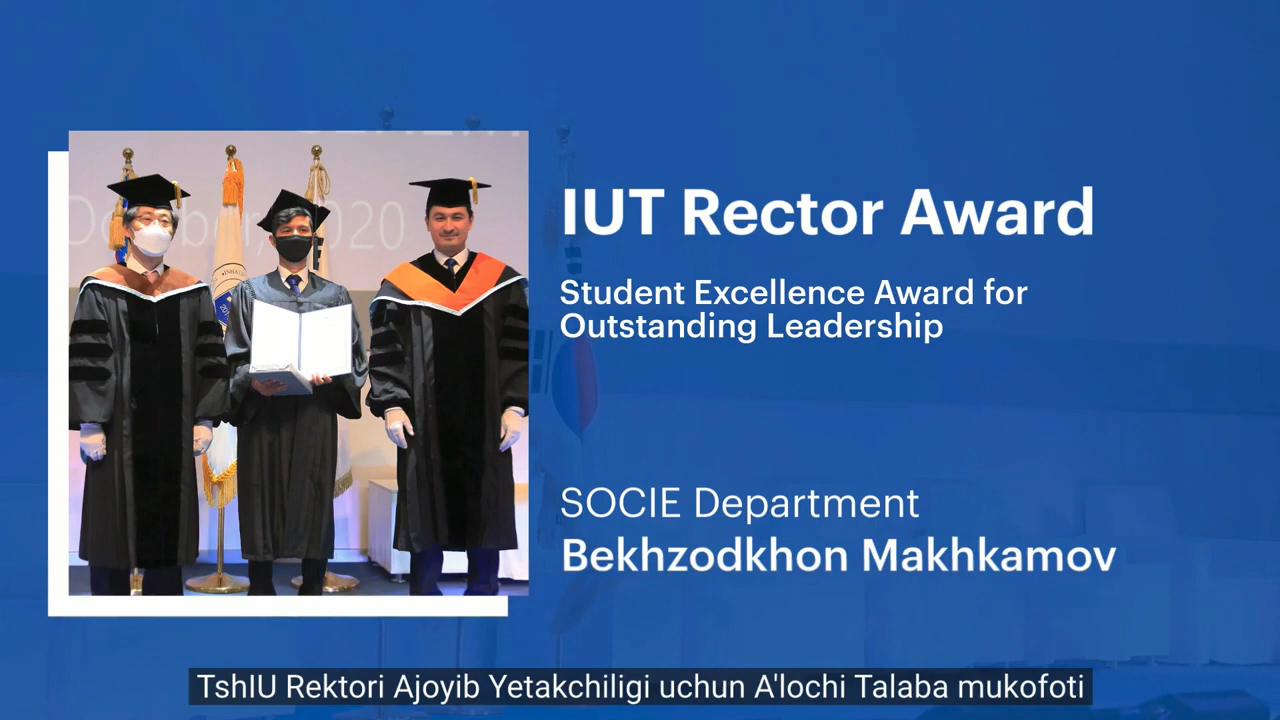 IUT Rector Award
Student Excellence Award for
Outstanding Leadership
2020
SOCIE Department
Bekhzodkhon Makhkamov
TshIU Rektori Ajoyib Yetakchiligi uchun A'lochi Talaba mukofoti